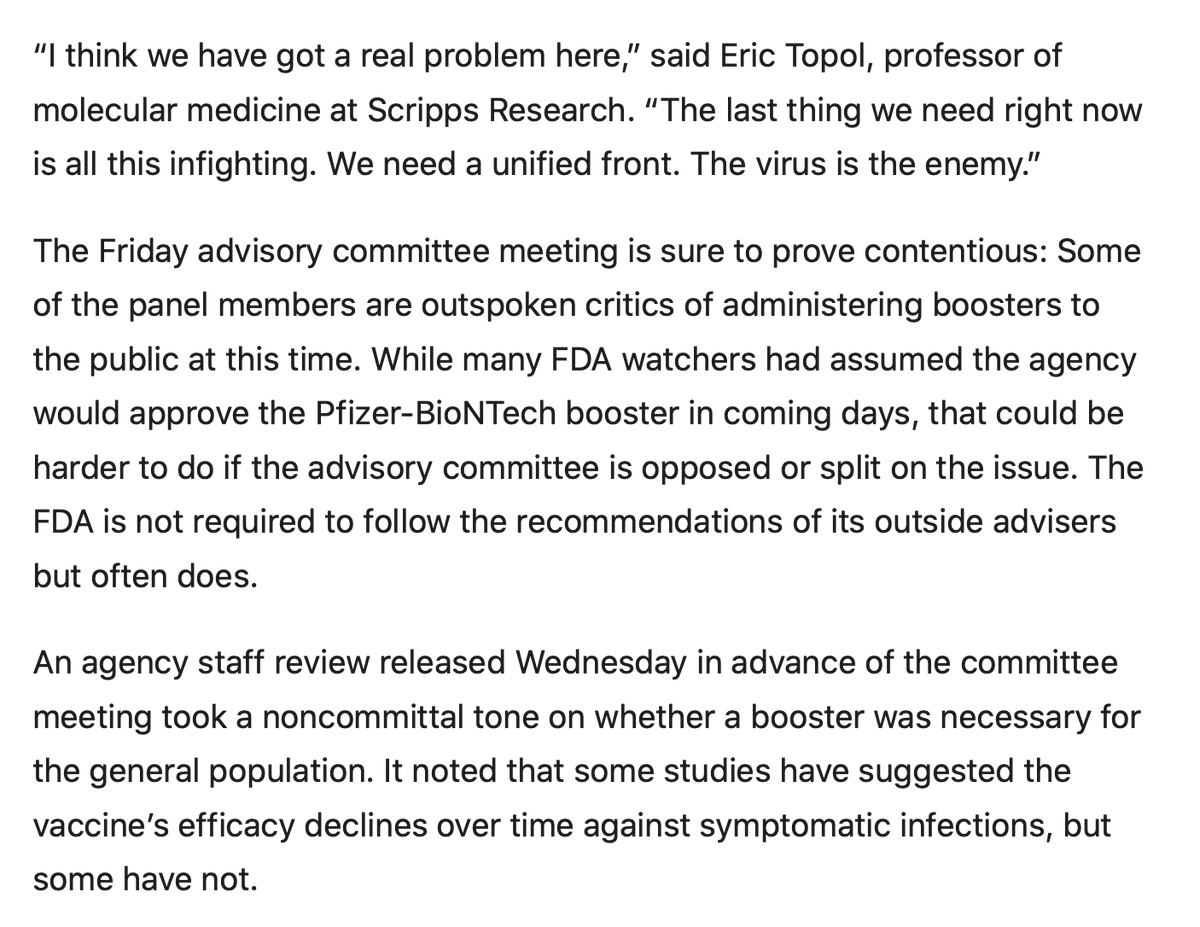 “I think we have got a real problem here,” said Eric Topol, professor of
molecular medicine at Scripps Research. “The last thing we need right now
is all this infighting. We need a unified front. The virus is the enemy.”
The Friday advisory committee meeting is sure to prove contentious: Some
of the panel members are outspoken critics of administering boosters to
the public at this time. While many FDA watchers had assumed the agency
would approve the Pfizer-BioNTech booster in coming days, that could be
harder to do if the advisory committee is opposed or split on the issue. The
FDA is not required to follow the recommendations of its outside advisers
but often does.
An agency staff review released Wednesday in advance of the committee
meeting took a noncommittal tone on whether a booster was necessary for
the general population. It noted that some studies have suggested the
vaccine’s efficacy declines over time against symptomatic infections, but
some have not.